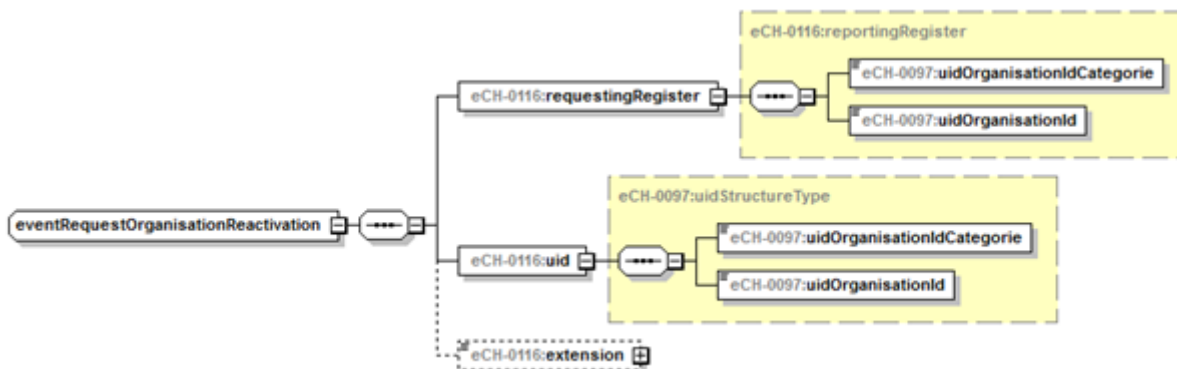 eCH-0116:reportingRegister
eCH-0097:uidOrganisationIdCategorie
eCH-0116:requestingRegister
eCH-0097:uidOrganisationId
eCH-0097:uidStructureType
eventRequestOrganisationReactivation
eCH-0097:uidOrganisationIdCategorie
eCH-0116:uid
eCH-0097:uidOrganisationId
eCH-0116:extension